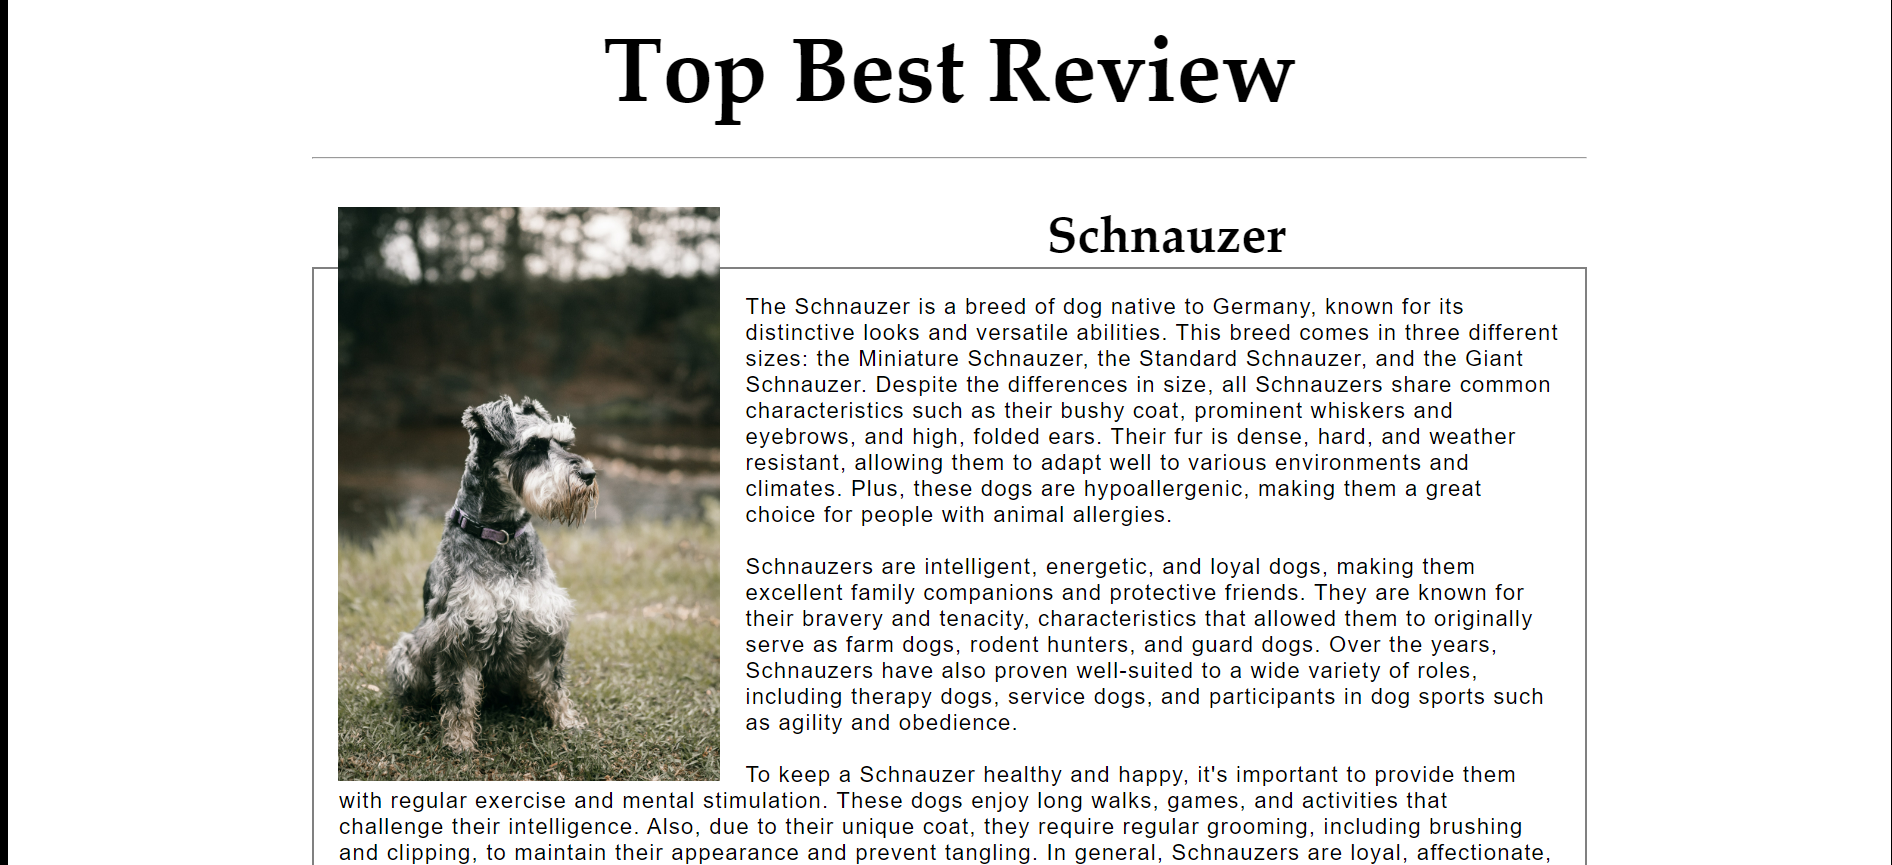 Top Best Review
Schnauzer
The Schnauzer is a breed of dog native to Germany, known for its
distinctive looks and versatile abilities. This breed comes in three different
sizes: the Miniature Schnauzer, the Standard Schnauzer, and the Giant
Schnauzer. Despite the differences in size, all Schnauzers share common
characteristics such as their bushy coat, prominent whiskers and
eyebrows, and high, folded ears. Their fur is dense, hard, and weather
resistant, allowing them to adapt well to various environments and
climates. Plus, these dogs are hypoallergenic, making them a great
choice for people with animal allergies.
Schnauzers are intelligent, energetic, and loyal dogs, making them
excellent family companions and protective friends. They are known for
their bravery and tenacity, characteristics that allowed them to originally
serve as farm dogs, rodent hunters, and guard dogs. Over the years,
Schnauzers have also proven well-suited to a wide variety of roles,
including therapy dogs, service dogs, and participants in dog sports such
as agility and obedience.
To keep a Schnauzer healthy and happy, it's important to provide them
with regular exercise and mental stimulation. These dogs enjoy long walks, games, and activities that
challenge their intelligence. Also, due to their unique coat, they require regular grooming, including brushing
and clipping, to maintain their appearance and prevent tangling. In general, Schnauzers are loyal, affectionate,